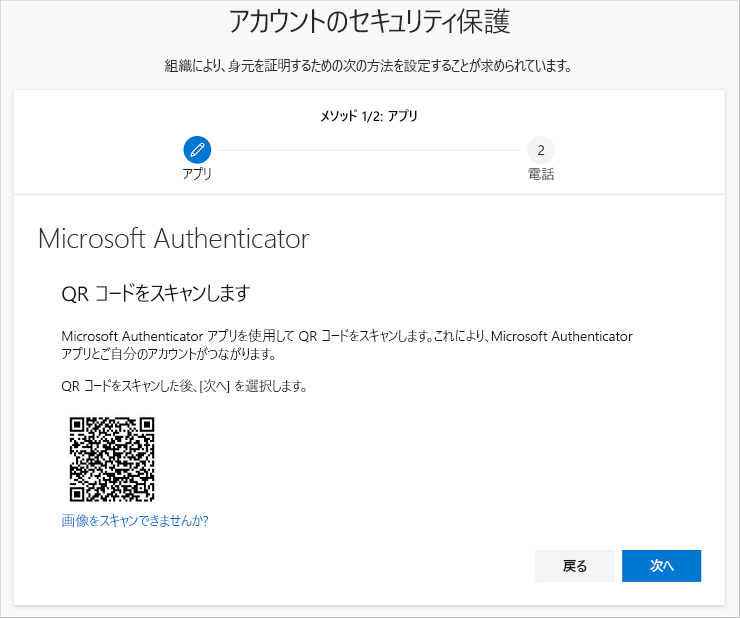 アカウントのセキュリティ保護
組織により、身元を証明するための次の方法を設定することが求められています。
メソッド 1/2: アプリ
2
アプリ
電話
Microsoft Authenticator
QR コードをスキャンします
Microsoft Authenticator アプリを使用して QR コードをスキャンします。これにより、Microsoft Authenticator
アプリとご自分のアカウントがつながります。
QR コードをスキャンした後、[次へ] を選択します。
画像をスキャンできませんか?
戻る
次へ